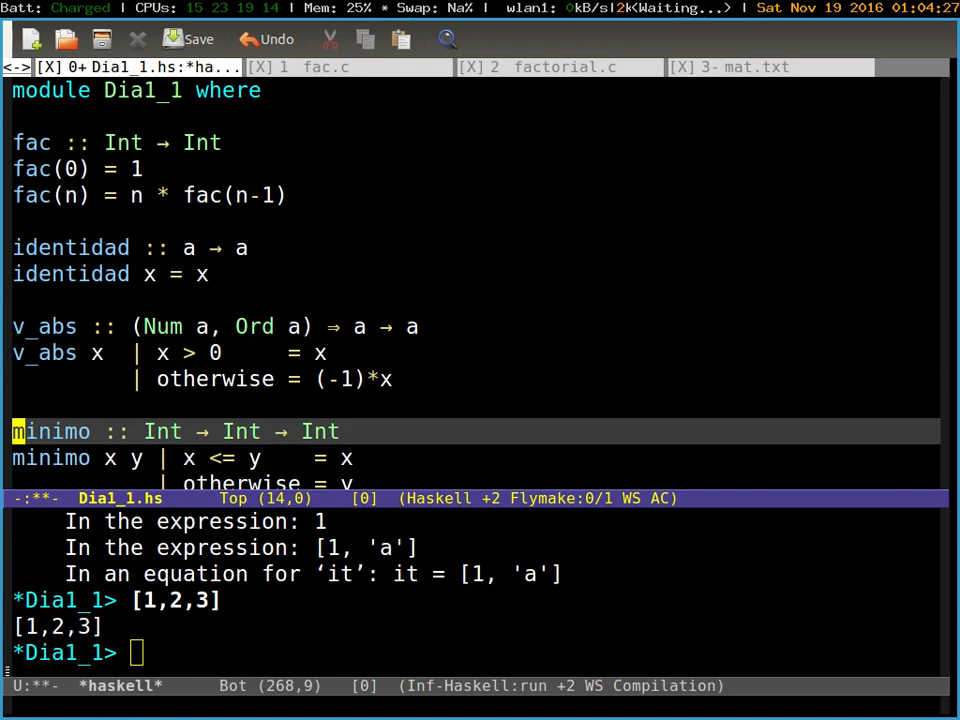 Batt: Charged | CPUs: 15 23 19 14 | Mem: 25% * Swap: Na% | wlan1: 0kB/s|2k<Waiting...> | Sat Nov 19 2016 01:04:27
Save Undo
<-> [X] 0+ Dia1_1.hs:*ha... [X] 1 fac.c [X] 2 factorial.c [X] 3- mat.txt
module Dia1_1 where
fac :: Int → Int
fac(0) = 1
fac(n) = n * fac(n-1)
identidad :: a → a
identidad x = x
v_abs :: (Num a, Ord a) ⇒ a → a
v_abs x | x > 0 = x
| otherwise = (-1)*x
minimo :: Int → Int → Int
minimo x y | x <= y = x
| otherwise = y
-:**- Dia1_1.hs Top (14,0) [0] (Haskell +2 Flymake:0/1 WS AC)
In the expression: 1
In the expression: [1, 'a']
In an equation for ‘it’: it = [1, 'a']
*Dia1_1> [1,2,3]
[1,2,3]
*Dia1_1>
U:**- *haskell* Bot (268,9) [0] (Inf-Haskell:run +2 WS Compilation)